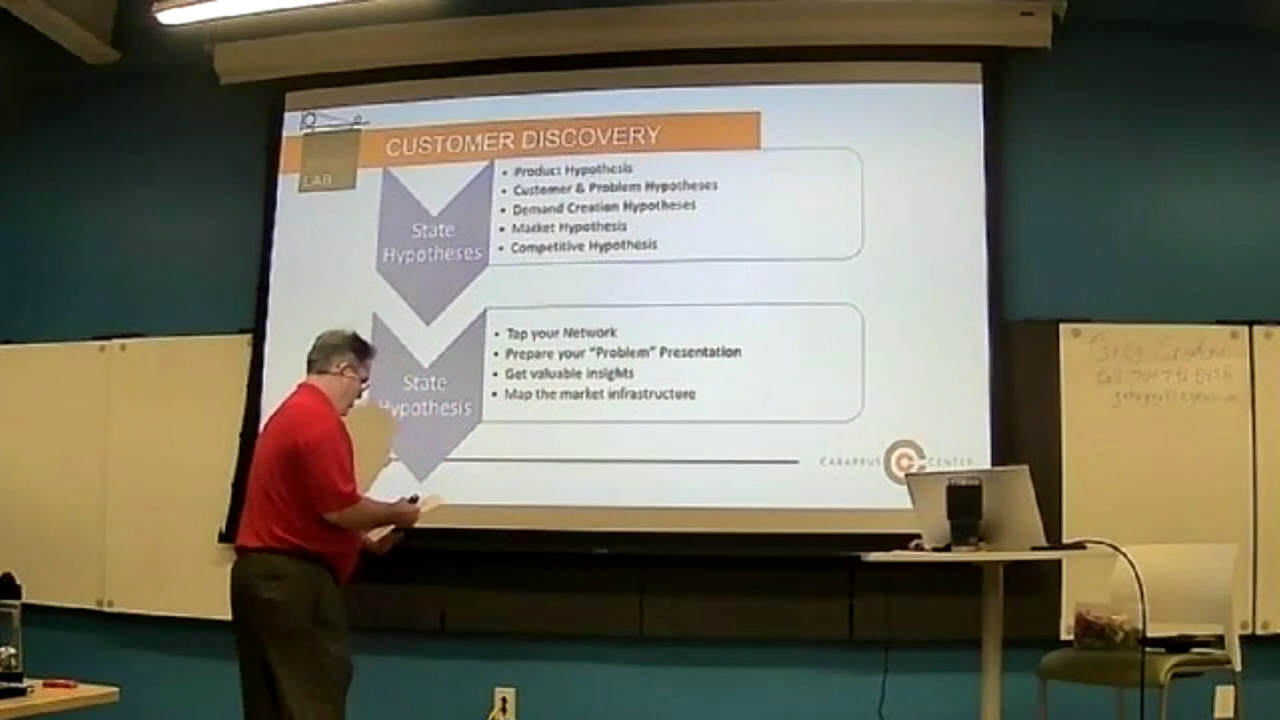 LAB
CUSTOMER DISCOVERY
State
Hypotheses
• Product Hypothesis
• Customer & Problem Hypotheses
• Demand Creation Hypotheses
• Market Hypothesis
• Competitive Hypothesis
State
Hypothesis
• Tap your Network
• Prepare your “Problem” Presentation
• Get valuable insights
• Map the market infrastructure
CABARRUS CENTER
Greg